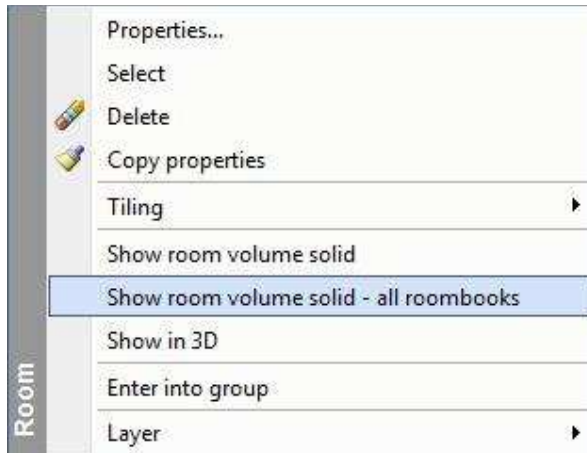 Properties...
Select
Delete
Copy properties
Tiling
Show room volume solid
Show room volume solid - all roombooks
Show in 3D
Enter into group
Layer
Room